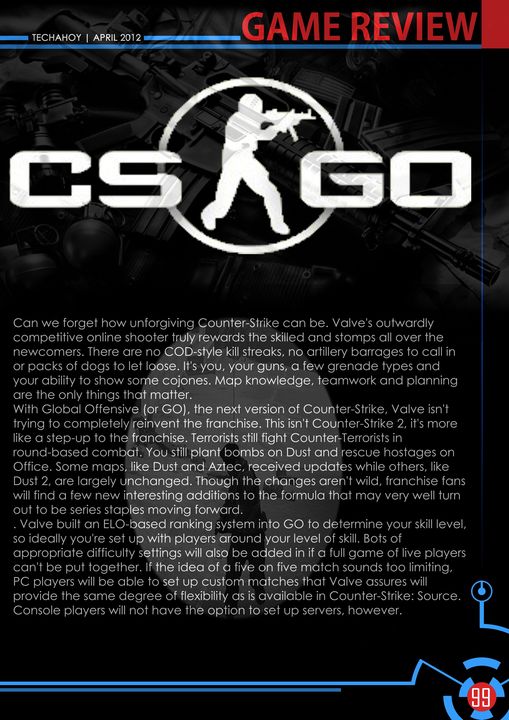 TECHAHOY | APRIL 2012
GAME REVIEW
CS GO
Can we forget how unforgiving Counter-Strike can be. Valve's outwardly
competitive online shooter truly rewards the skilled and stomps all over the
newcomers. There are no COD-style kill streaks, no artillery barrages to call in
or packs of dogs to let loose. It's you, your guns, a few grenade types and
your ability to show some cojones. Map knowledge, teamwork and planning
are the only things that matter.
With Global Offensive (or GO), the next version of Counter-Strike, Valve isn't
trying to completely reinvent the franchise. This isn't Counter-Strike 2, it's more
like a step-up to the franchise. Terrorists still fight Counter-Terrorists in
round-based combat. You still plant bombs on Dust and rescue hostages on
Office. Some maps, like Dust and Aztec, received updates while others, like
Dust 2, are largely unchanged. Though the changes aren't wild, franchise fans
will find a few new interesting additions to the formula that may very well turn
out to be series staples moving forward.
. Valve built an ELO-based ranking system into GO to determine your skill level,
so ideally you're set up with players around your level of skill. Bots of
appropriate difficulty settings will also be added in if a full game of live players
can't be put together. If the idea of a five on five match sounds too limiting,
PC players will be able to set up custom matches that Valve assures will
provide the same degree of flexibility as is available in Counter-Strike: Source.
Console players will not have the option to set up servers, however.
99